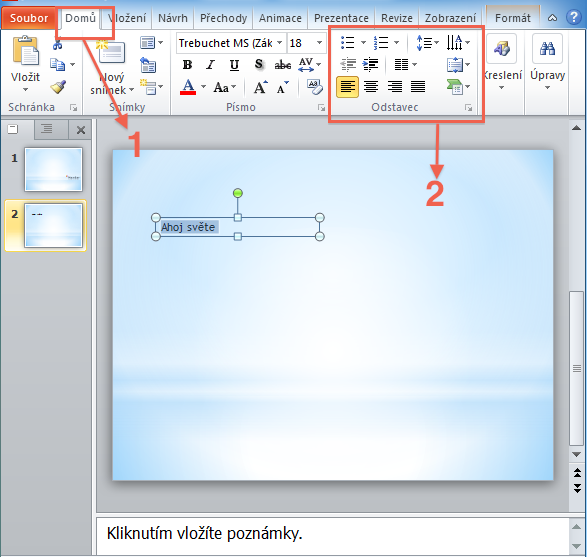 Soubor Domů Vložení Návrh Přechody Animace Prezentace Revize Zobrazení Formát
Trebuchet MS (Zák 18
Vložit Nový snímek Kreslení Úpravy
B I U S abc AV
A Aa A A
Schránka Snímky Písmo Odstavec
1
2
1
2
Ahoj světe
Kliknutím vložíte poznámky.